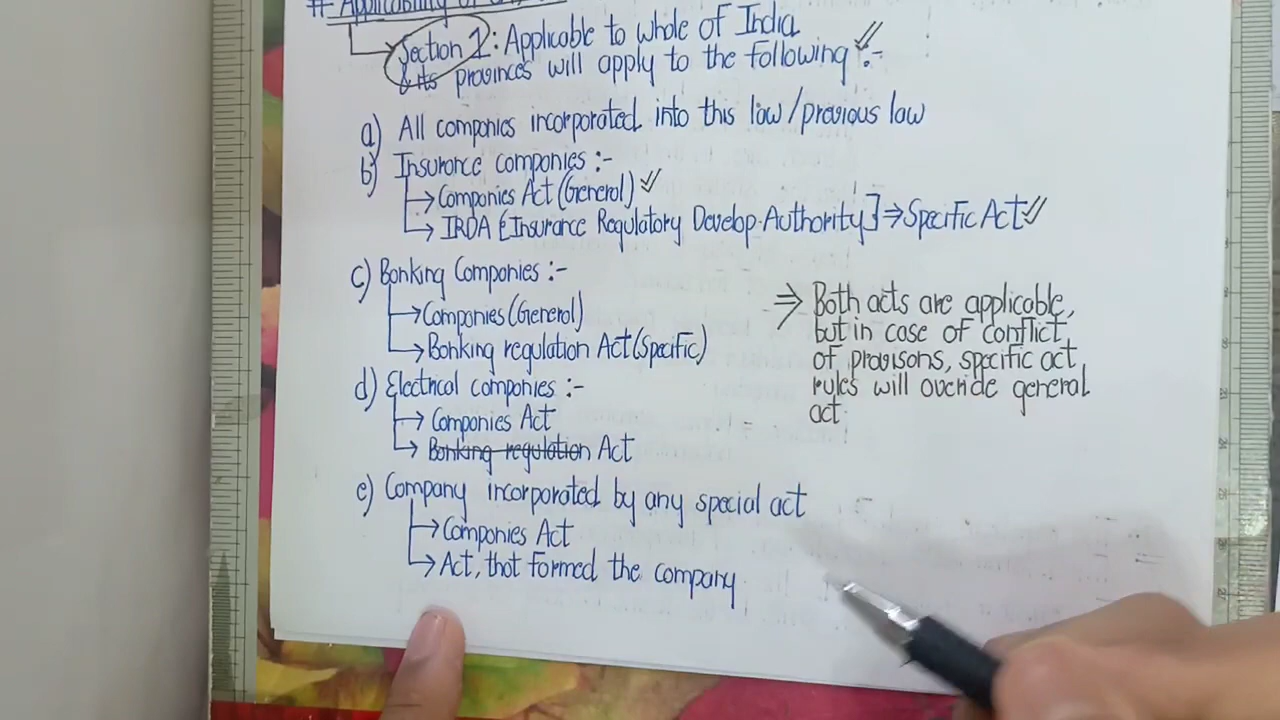 # Applicability of
Section 1: Applicable to whole of India
& its provinces will apply to the following :-
a) All companies incorporated into this law/previous law
b) Insurance companies :-
→ Companies Act (General) ✓
→ IRDA [Insurance Regulatory Develop. Authority] ⇒ Specific Act ✓
c) Banking Companies :-
→ Companies (General)
→ Banking regulation Act (Specific)
⇒ Both acts are applicable,
but in case of conflict
of provisons, specific act
rules will overide general
act.
d) Electrical companies :-
→ Companies Act
→ Banking regulation Act
e) Company incorporated by any special act
→ Companies Act
→ Act, that formed the company